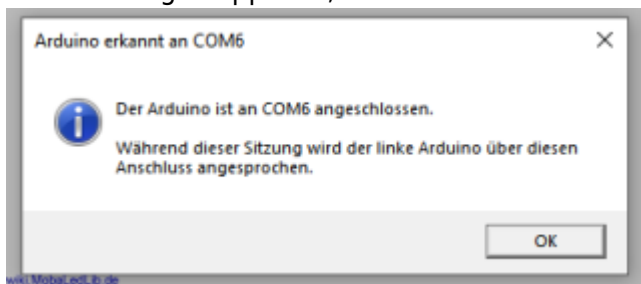 Arduino erkannt an COM6
Der Arduino ist an COM6 angeschlossen.
Während dieser Sitzung wird der linke Arduino über diesen
Anschluss angesprochen.
OK
wiki.MobaLedLib.de